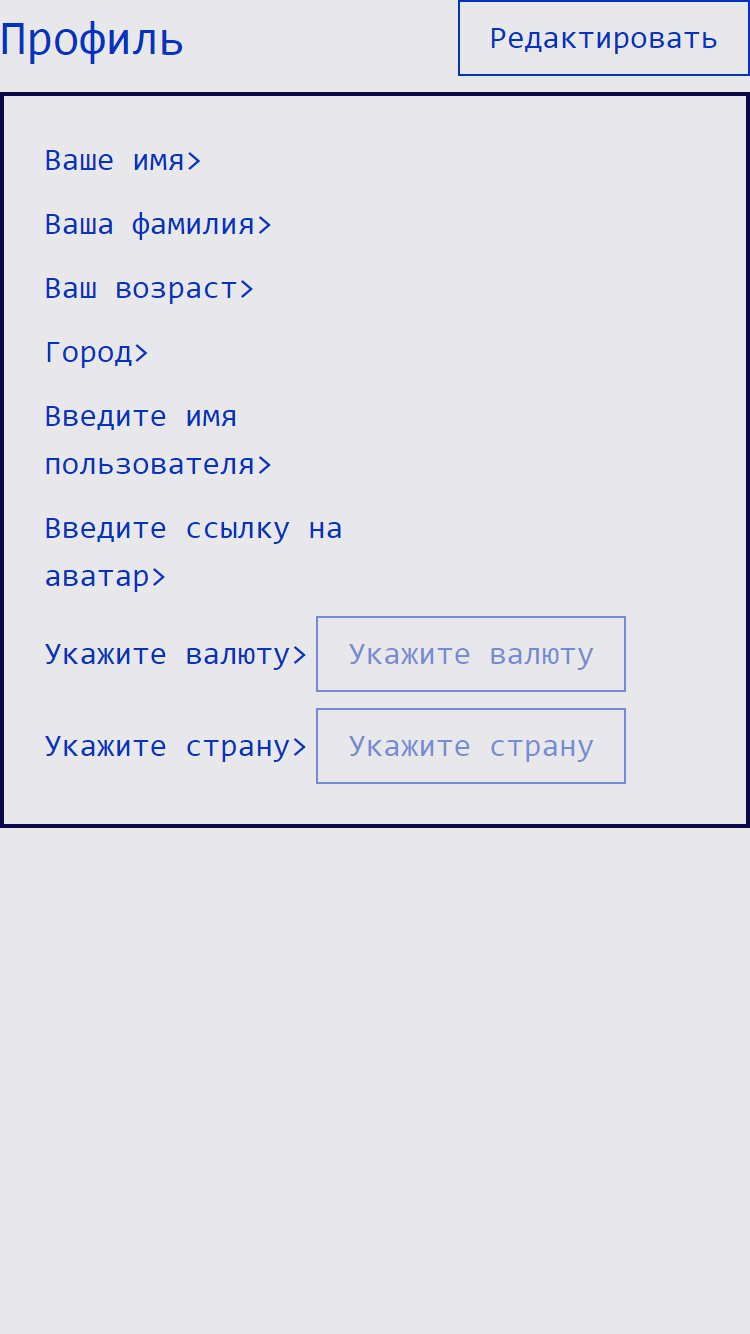 Профиль
Редактировать
Ваше имя>
Ваша фамилия>
Ваш возраст>
Город>
Введите имя
пользователя>
Введите ссылку на
аватар>
Укажите валюту> Укажите валюту
Укажите страну> Укажите страну